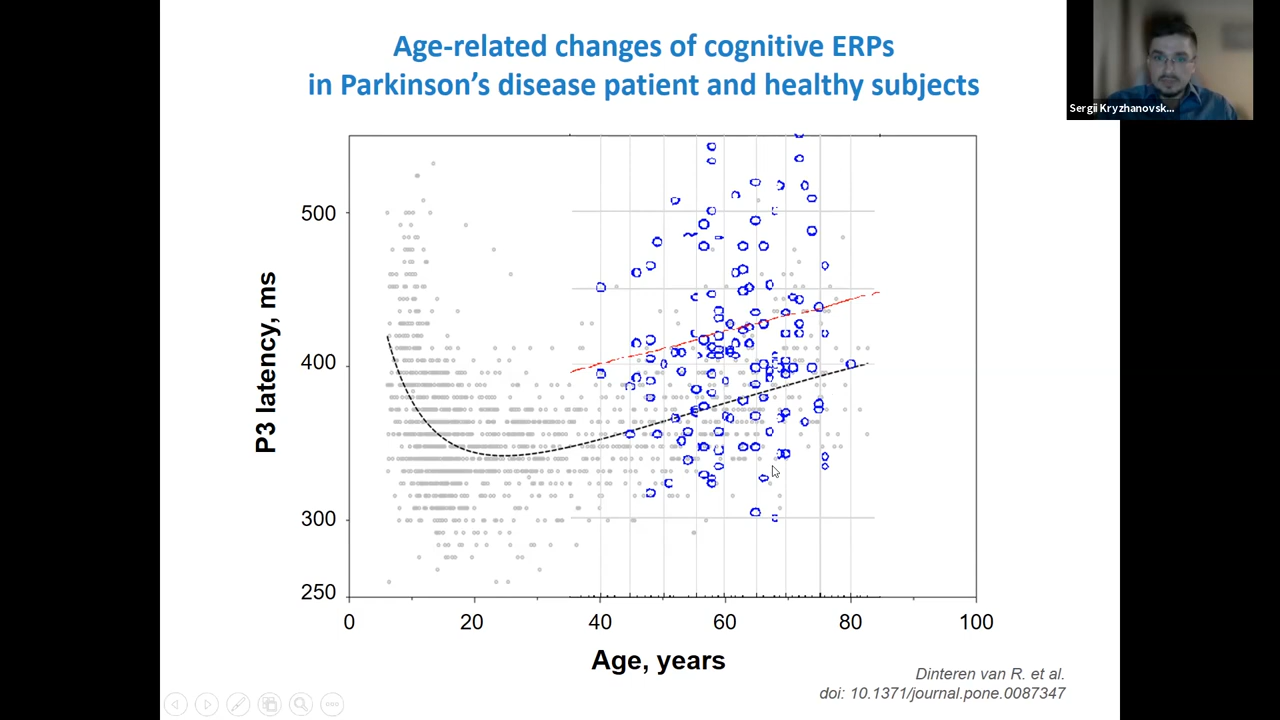 Age-related changes of cognitive ERPs
in Parkinson's disease patient and healthy subjects
Sergii Kryzhanovsk...
P3 latency, ms
500
400
300
250
0 20 40 60 80 100
Age, years
Dinteren van R. et al.
doi: 10.1371/journal.pone.0087347